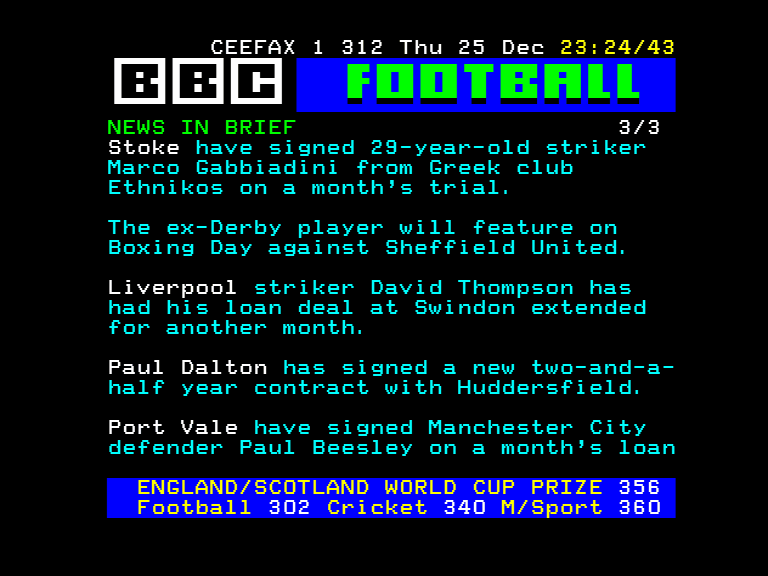 CEEFAX 1 312 Thu 25 Dec 23:24/43
BBC FOOTBALL
NEWS IN BRIEF 3/3
Stoke have signed 29-year-old striker
Marco Gabbiadini from Greek club
Ethnikos on a month's trial.
The ex-Derby player will feature on
Boxing Day against Sheffield United.
Liverpool striker David Thompson has
had his loan deal at Swindon extended
for another month.
Paul Dalton has signed a new two-and-a-
half year contract with Huddersfield.
Port Vale have signed Manchester City
defender Paul Beesley on a month's loan
ENGLAND/SCOTLAND WORLD CUP PRIZE 356
Football 302 Cricket 340 M/Sport 360